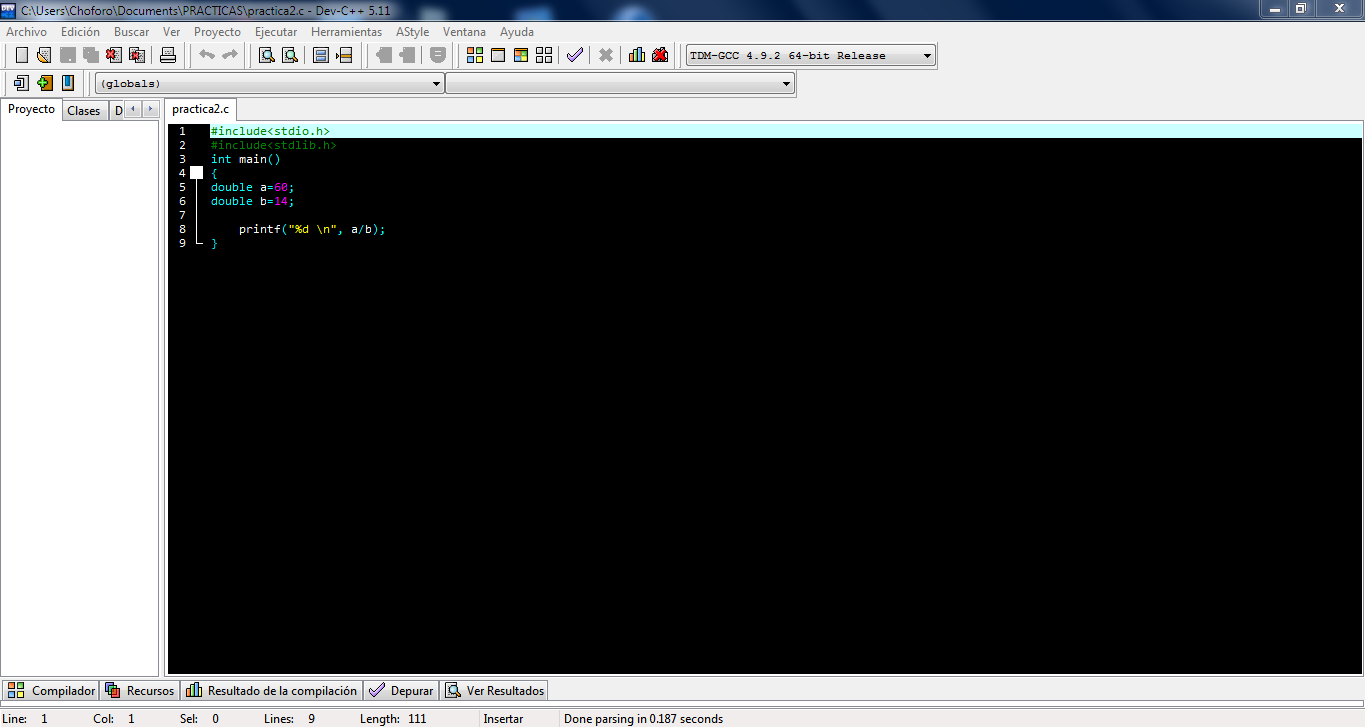 C:\Users\Choforo\Documents\PRACTICAS\practica2.c - Dev-C++ 5.11
Archivo Edición Buscar Ver Proyecto Ejecutar Herramientas AStyle Ventana Ayuda
TDM-GCC 4.9.2 64-bit Release
(globals)
Proyecto Clases D practica2.c
1 #include<stdio.h>
2 #include<stdlib.h>
3 int main()
4 {
5 double a=60;
6 double b=14;
7
8 printf("%d \n", a/b);
9 }
Compilador Recursos Resultado de la compilación Depurar Ver Resultados
Line: 1 Col: 1 Sel: 0 Lines: 9 Length: 111 Insertar Done parsing in 0.187 seconds